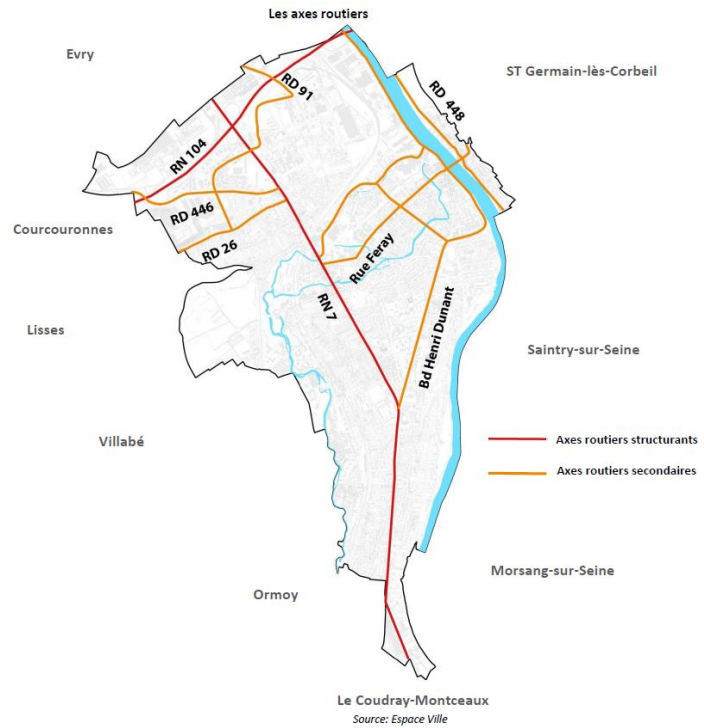 Les axes routiers
Evry
ST Germain-lès-Corbeil
RD 91
RD 448
RN 104
RD 446
Courcouronnes
RD 26
Rue Feray
RN 7
Bd Henri Dunant
Lisses
Saintry-sur-Seine
Villabé
Axes routiers structurants
Axes routiers secondaires
Morsang-sur-Seine
Ormoy
Le Coudray-Montceaux
Source: Espace Ville